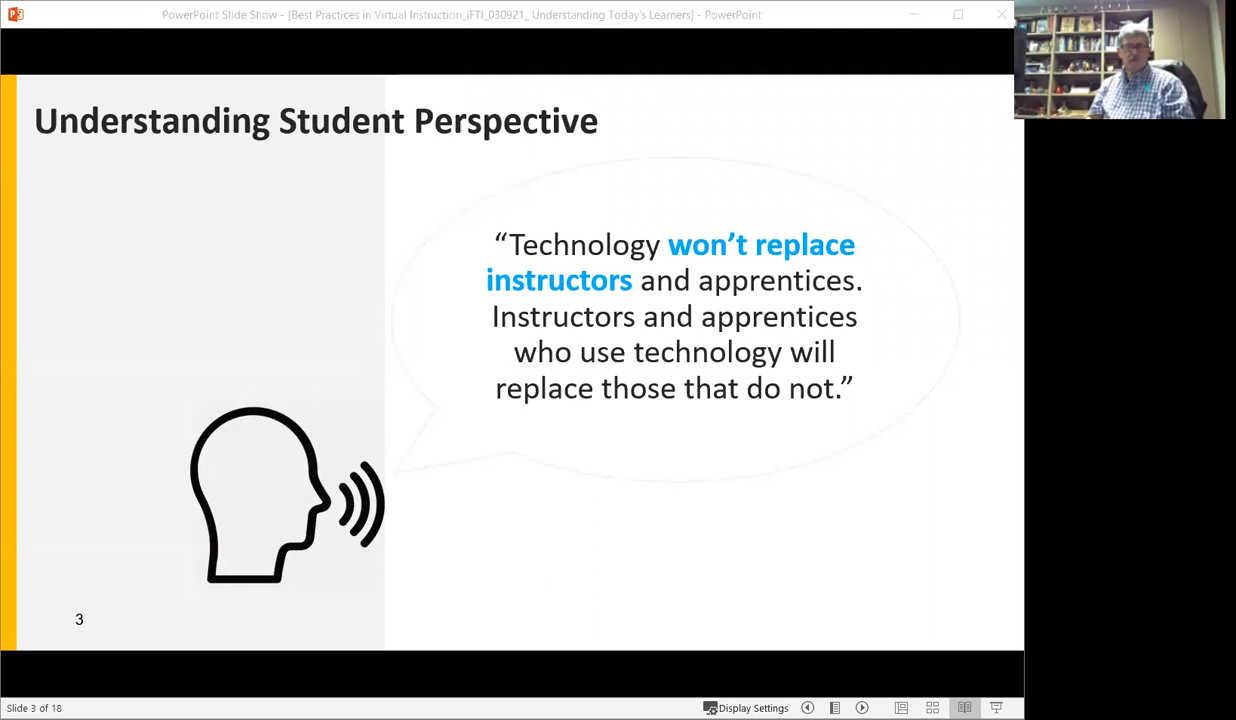 PowerPoint Slide Show - [Best Practices in Virtual Instruction_iFTI_030921_ Understanding Today's Learners] - PowerPoint
Understanding Student Perspective
“Technology won’t replace
instructors and apprentices.
Instructors and apprentices
who use technology will
replace those that do not.”
3
Slide 3 of 18
Display Settings